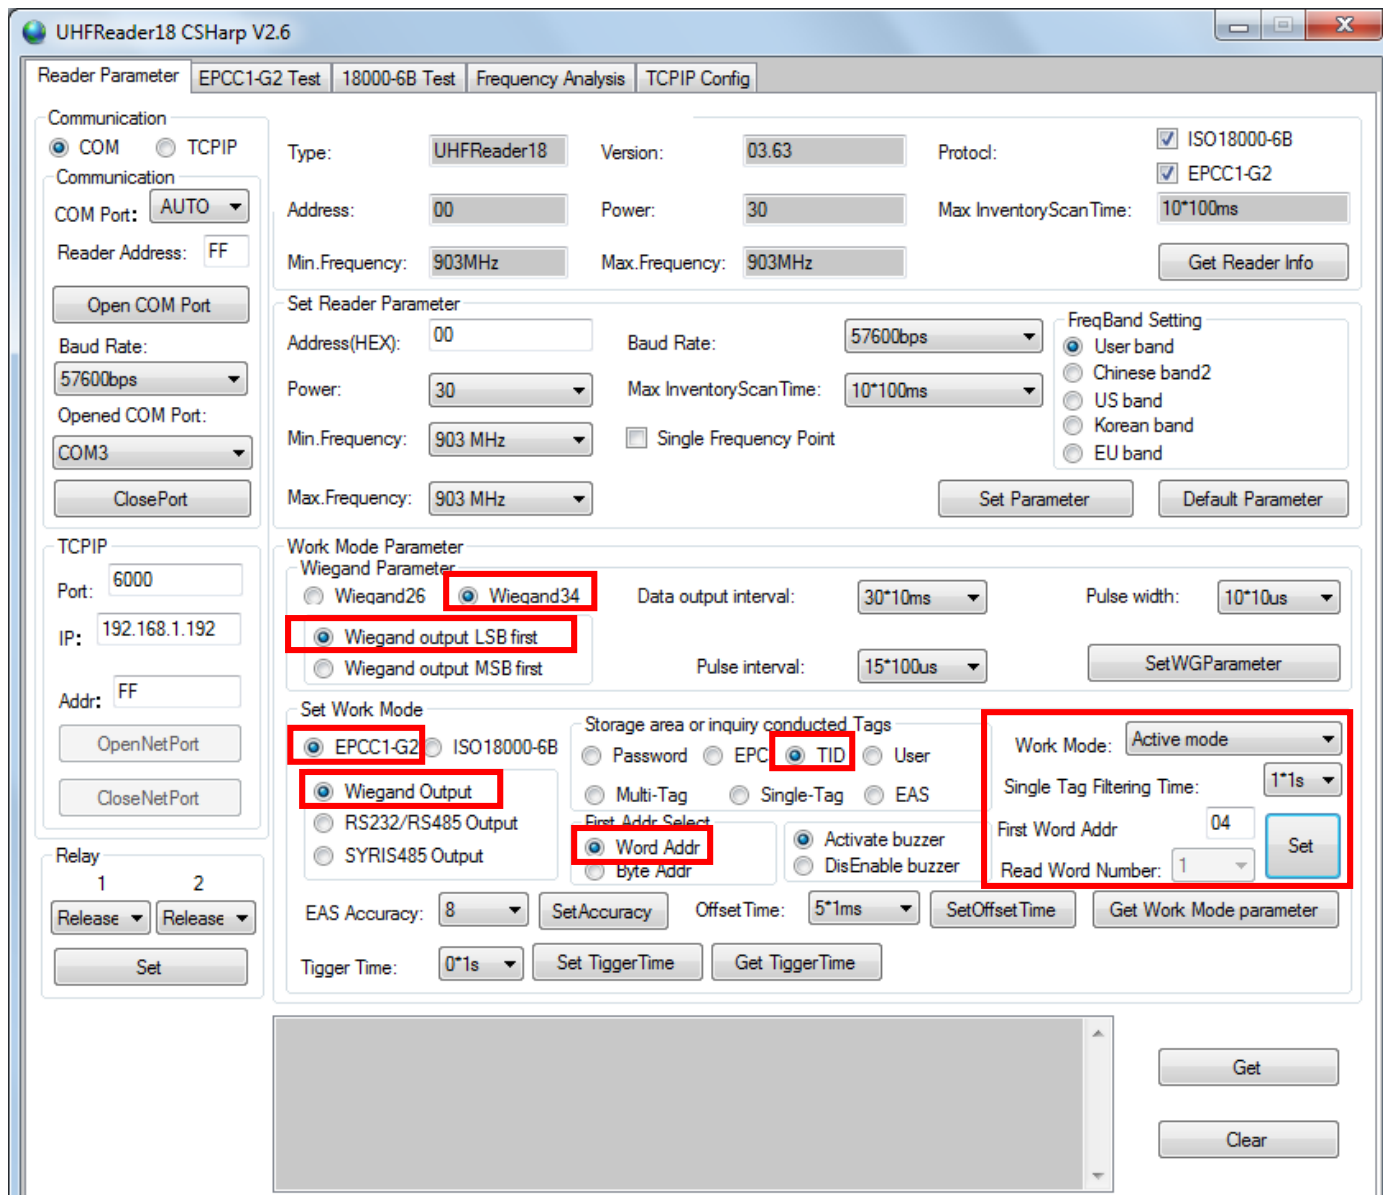 UHFReader18 CSHarp V2.6
Reader Parameter EPCC1-G2 Test 18000-6B Test Frequency Analysis TCPIP Config
Communication
COM TCPIP
Communication
COM Port: AUTO
Reader Address: FF
Open COM Port
Baud Rate:
57600bps
Opened COM Port:
COM3
ClosePort
Type: UHFReader18 Version: 03.63 Protocl: ISO18000-6B
EPCC1-G2
Address: 00 Power: 30 Max InventoryScanTime: 10*100ms
Min.Frequency: 903MHz Max.Frequency: 903MHz Get Reader Info
Set Reader Parameter
Address(HEX): 00 Baud Rate: 57600bps
Power: 30 Max InventoryScanTime: 10*100ms
Min.Frequency: 903 MHz Single Frequency Point
Max.Frequency: 903 MHz Set Parameter Default Parameter
FreqBand Setting
User band
Chinese band2
US band
Korean band
EU band
TCPIP
Port: 6000
IP: 192.168.1.192
Addr: FF
OpenNetPort
CloseNetPort
Work Mode Parameter
Wiegand Parameter
Wiegand26 Wiegand34 Data output interval: 30*10ms Pulse width: 10*10us
Wiegand output LSB first
Wiegand output MSB first Pulse interval: 15*100us SetWGParameter
Set Work Mode
EPCC1-G2 ISO18000-6B
Wiegand Output
RS232/RS485 Output
SYRIS485 Output
Storage area or inquiry conducted Tags
Password EPC TID User
Multi-Tag Single-Tag EAS
First Addr Select
Word Addr
Byte Addr
Activate buzzer
DisEnable buzzer
Work Mode: Active mode
Single Tag Filtering Time: 1*1s
First Word Addr 04
Read Word Number: 1
Set
EAS Accuracy: 8 SetAccuracy OffsetTime: 5*1ms SetOffsetTime Get Work Mode parameter
Tigger Time: 0*1s Set TiggerTime Get TiggerTime
Relay
1 2
Release Release
Set
Get
Clear